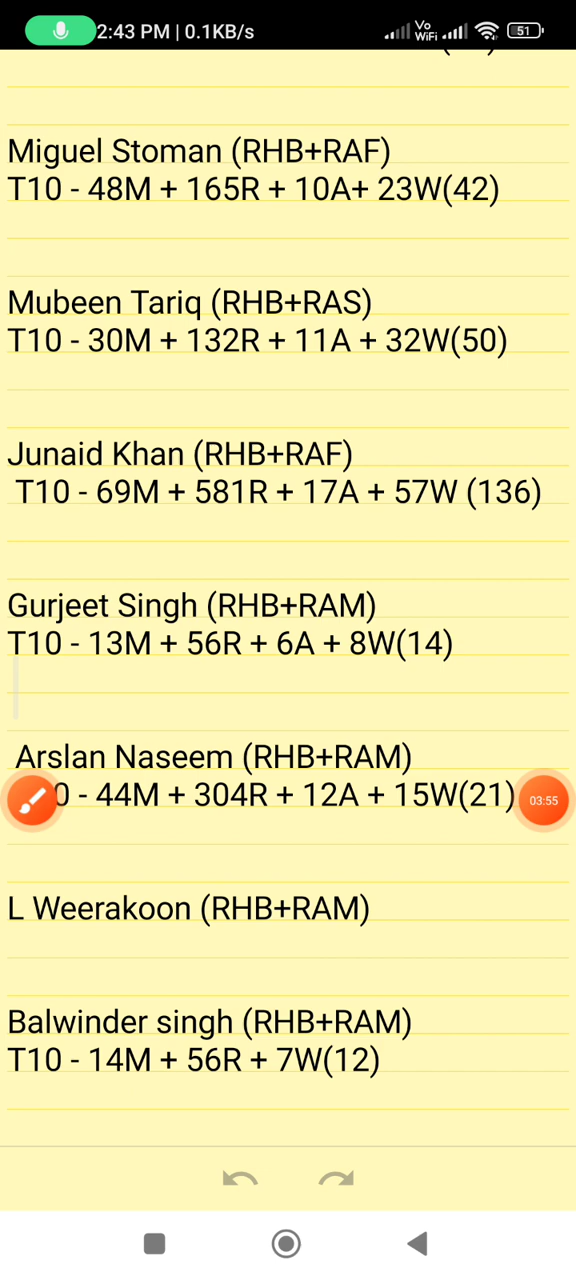 2:43 PM | 0.1KB/s
Vo
WiFi
51
Miguel Stoman (RHB+RAF)
T10 - 48M + 165R + 10A+ 23W(42)
Mubeen Tariq (RHB+RAS)
T10 - 30M + 132R + 11A + 32W(50)
Junaid Khan (RHB+RAF)
T10 - 69M + 581R + 17A + 57W (136)
Gurjeet Singh (RHB+RAM)
T10 - 13M + 56R + 6A + 8W(14)
Arslan Naseem (RHB+RAM)
0 - 44M + 304R + 12A + 15W(21)
03:55
L Weerakoon (RHB+RAM)
Balwinder singh (RHB+RAM)
T10 - 14M + 56R + 7W(12)